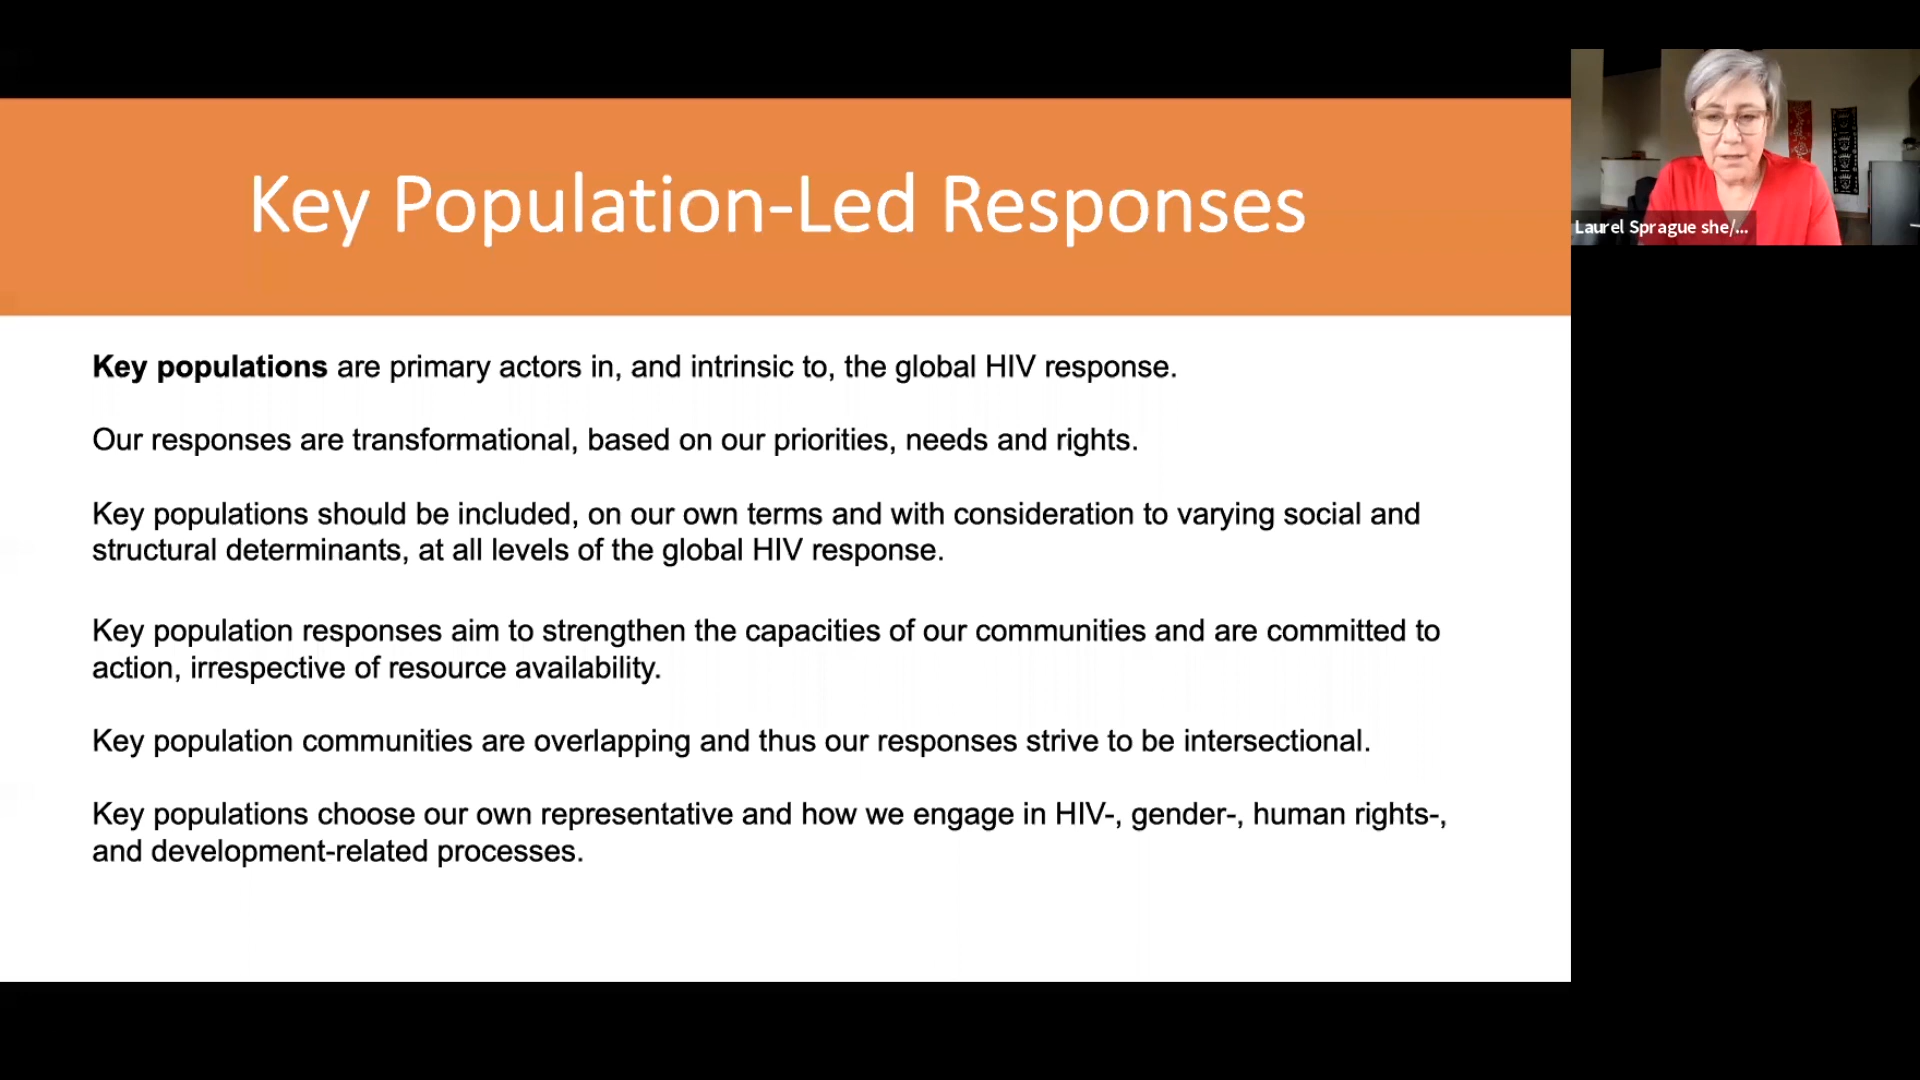 Key Population-Led Responses
Laurel Sprague she/...
Key populations are primary actors in, and intrinsic to, the global HIV response.
Our responses are transformational, based on our priorities, needs and rights.
Key populations should be included, on our own terms and with consideration to varying social and
structural determinants, at all levels of the global HIV response.
Key population responses aim to strengthen the capacities of our communities and are committed to
action, irrespective of resource availability.
Key population communities are overlapping and thus our responses strive to be intersectional.
Key populations choose our own representative and how we engage in HIV-, gender-, human rights-,
and development-related processes.